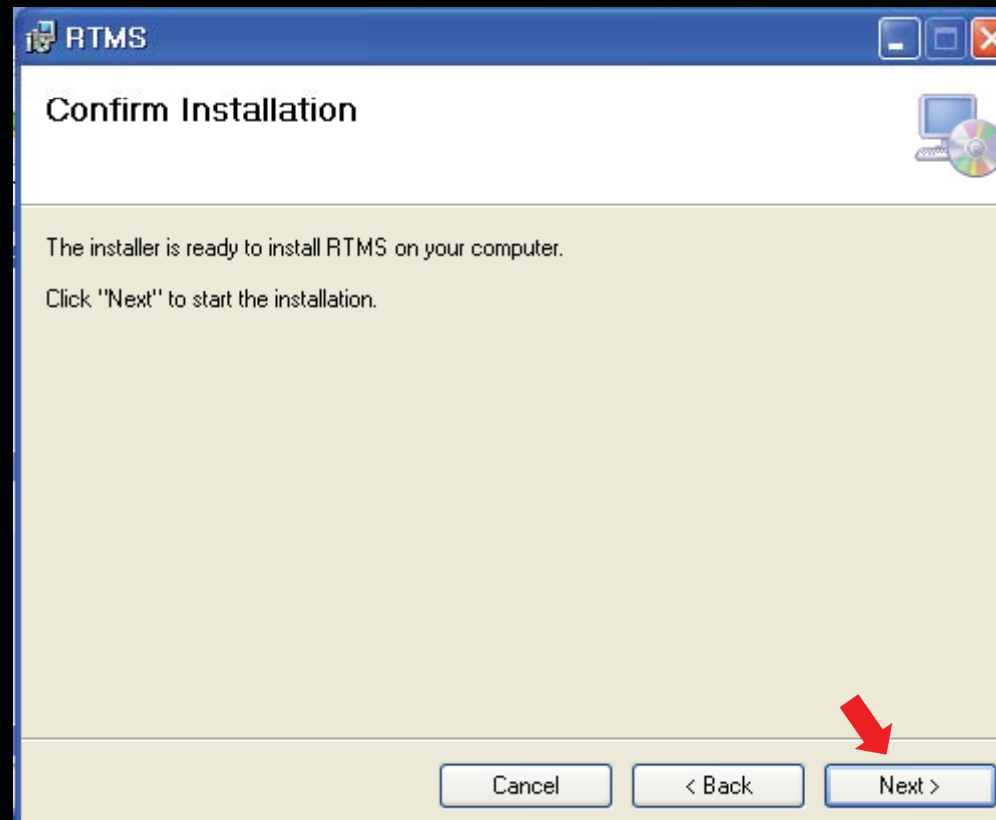 RTMS
Confirm Installation
The installer is ready to install RTMS on your computer.
Click "Next" to start the installation.
Cancel
< Back
Next >